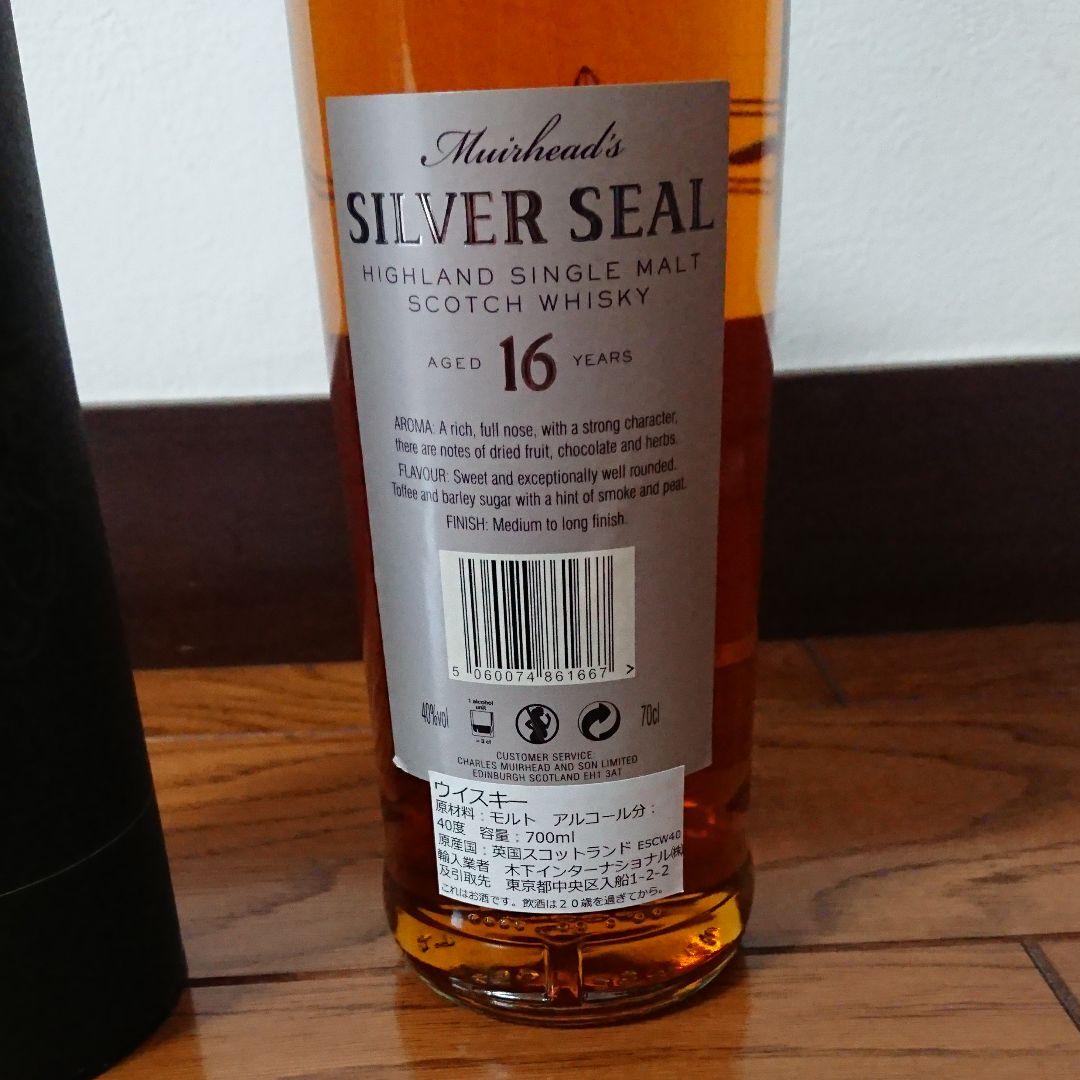 Muirhead's
SILVER SEAL
HIGHLAND SINGLE MALT
SCOTCH WHISKY
AGED 16 YEARS
AROMA: A rich, full nose, with a strong character,
there are notes of dried fruit, chocolate and herbs.
FLAVOUR: Sweet and exceptionally well rounded.
Toffee and barley sugar with a hint of smoke and peat.
FINISH: Medium to long finish.
5 060074 861667 >
40%vol
1 alcohol
unit
= 3 cl
70cl
CUSTOMER SERVICE:
CHARLES MUIRHEAD AND SON LIMITED
EDINBURGH SCOTLAND EH1 3AT
ウイスキー
原材料：モルト　アルコール分：
40度　容量：700ml
原産国：英国スコットランド ESCW40
輸入業者　木下インターナショナル㈱
及引取先　東京都中央区入船1-2-2
これはお酒です。飲酒は２０歳を過ぎてから。